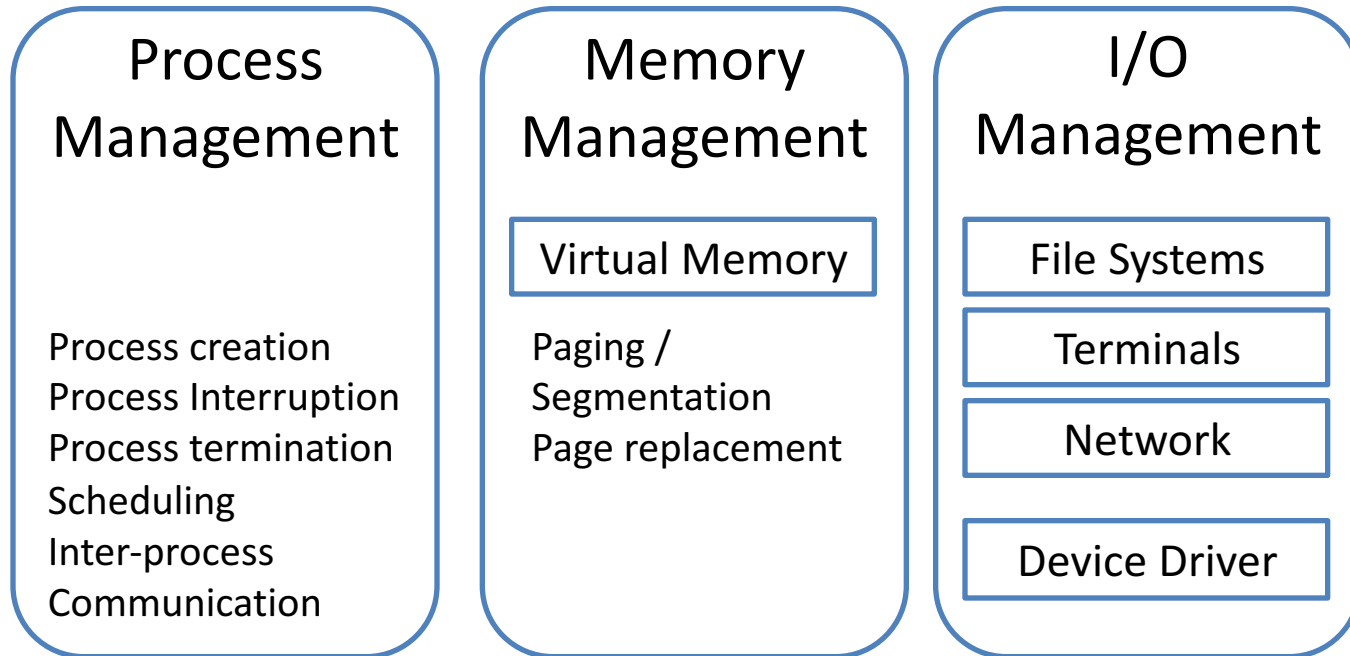 Process
Management
Process creation
Process Interruption
Process termination
Scheduling
Inter-process
Communication
Memory
Management
Virtual Memory
Paging /
Segmentation
Page replacement
I/O
Management
File Systems
Terminals
Network
Device Driver